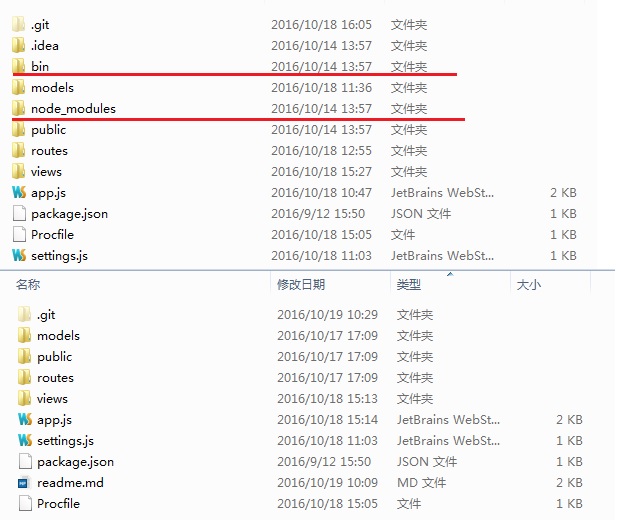 .git 2016/10/18 16:05 文件夹
.idea 2016/10/14 13:57 文件夹
bin 2016/10/14 13:57 文件夹
models 2016/10/18 11:36 文件夹
node_modules 2016/10/14 13:57 文件夹
public 2016/10/14 13:57 文件夹
routes 2016/10/18 12:55 文件夹
views 2016/10/18 15:27 文件夹
app.js 2016/10/18 10:47 JetBrains WebSt... 2 KB
package.json 2016/9/12 15:50 JSON 文件 1 KB
Procfile 2016/10/18 15:05 文件 1 KB
settings.js 2016/10/18 11:03 JetBrains WebSt... 1 KB
名称 修改日期 类型 大小
.git 2016/10/19 10:29 文件夹
models 2016/10/17 17:09 文件夹
public 2016/10/17 17:09 文件夹
routes 2016/10/17 17:09 文件夹
views 2016/10/18 15:13 文件夹
app.js 2016/10/18 15:14 JetBrains WebSt... 2 KB
settings.js 2016/10/18 11:03 JetBrains WebSt... 1 KB
package.json 2016/9/12 15:50 JSON 文件 1 KB
readme.md 2016/10/19 10:09 MD 文件 2 KB
Procfile 2016/10/18 15:05 文件 1 KB